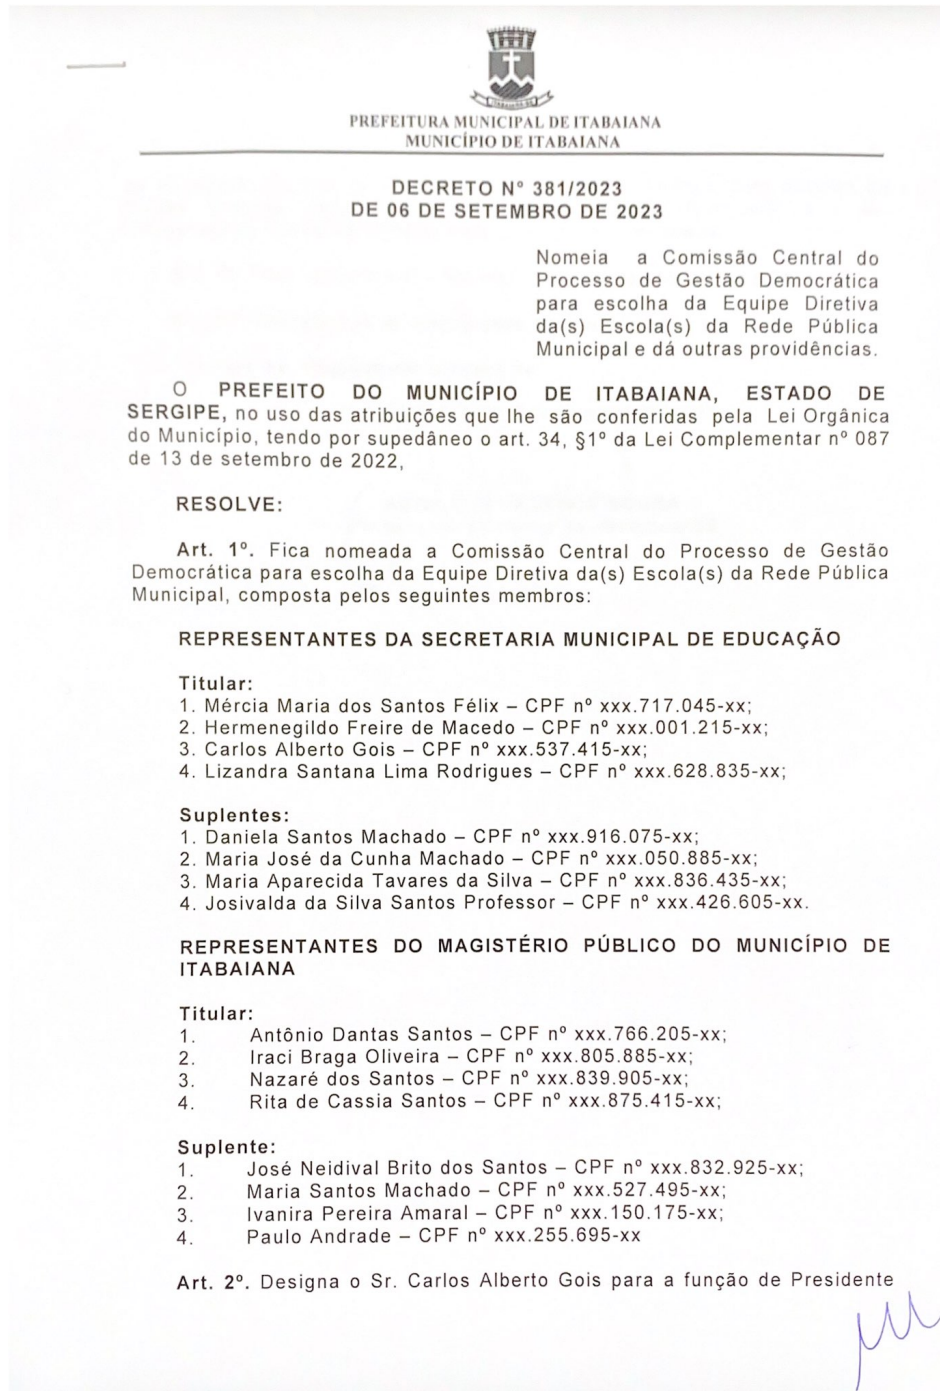 PREFEITURA MUNICIPAL DE ITABAIANA
MUNICÍPIO DE ITABAIANA
DECRETO Nº 381/2023
DE 06 DE SETEMBRO DE 2023
Nomeia a Comissão Central do
Processo de Gestão Democrática
para escolha da Equipe Diretiva
da(s) Escola(s) da Rede Pública
Municipal e dá outras providências.
O PREFEITO DO MUNICÍPIO DE ITABAIANA, ESTADO DE
SERGIPE, no uso das atribuições que lhe são conferidas pela Lei Orgânica
do Município, tendo por supedâneo o art. 34, §1º da Lei Complementar nº 087
de 13 de setembro de 2022,
RESOLVE:
Art. 1º. Fica nomeada a Comissão Central do Processo de Gestão
Democrática para escolha da Equipe Diretiva da(s) Escola(s) da Rede Pública
Municipal, composta pelos seguintes membros:
REPRESENTANTES DA SECRETARIA MUNICIPAL DE EDUCAÇÃO
Titular:
1. Mércia Maria dos Santos Félix – CPF nº xxx.717.045-xx;
2. Hermenegildo Freire de Macedo – CPF nº xxx.001.215-xx;
3. Carlos Alberto Gois – CPF nº xxx.537.415-xx;
4. Lizandra Santana Lima Rodrigues – CPF nº xxx.628.835-xx;
Suplentes:
1. Daniela Santos Machado – CPF nº xxx.916.075-xx;
2. Maria José da Cunha Machado – CPF nº xxx.050.885-xx;
3. Maria Aparecida Tavares da Silva – CPF nº xxx.836.435-xx;
4. Josivalda da Silva Santos Professor – CPF nº xxx.426.605-xx.
REPRESENTANTES DO MAGISTÉRIO PÚBLICO DO MUNICÍPIO DE
ITABAIANA
Titular:
1. Antônio Dantas Santos – CPF nº xxx.766.205-xx;
2. Iraci Braga Oliveira – CPF nº xxx.805.885-xx;
3. Nazaré dos Santos – CPF nº xxx.839.905-xx;
4. Rita de Cassia Santos – CPF nº xxx.875.415-xx;
Suplente:
1. José Neidival Brito dos Santos – CPF nº xxx.832.925-xx;
2. Maria Santos Machado – CPF nº xxx.527.495-xx;
3. Ivanira Pereira Amaral – CPF nº xxx.150.175-xx;
4. Paulo Andrade – CPF nº xxx.255.695-xx
Art. 2º. Designa o Sr. Carlos Alberto Gois para a função de Presidente